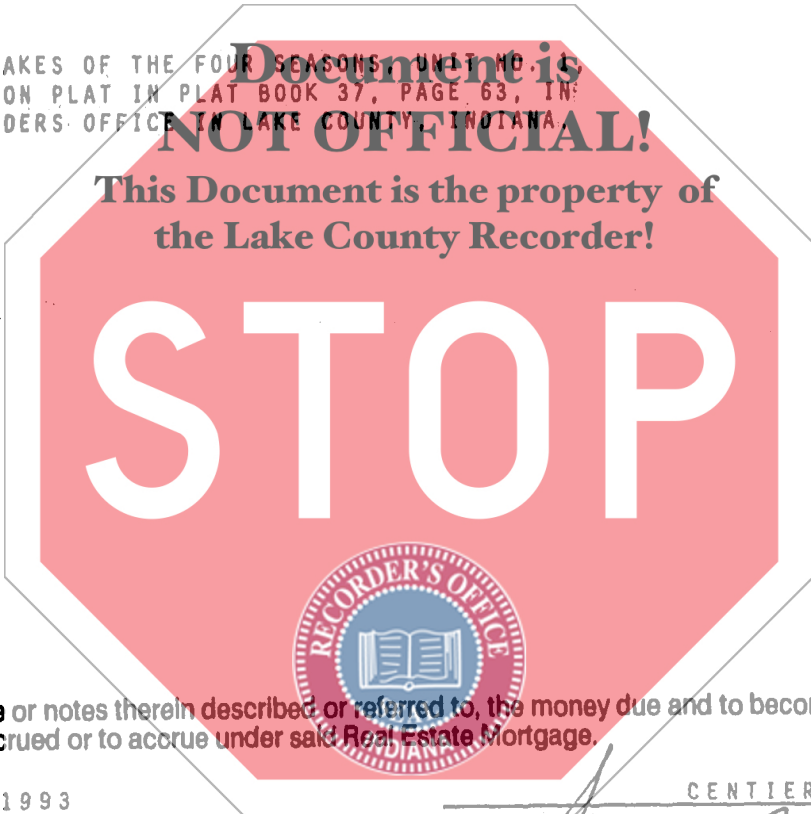 AKES OF THE FOUR SEASONS, UNIT NO. 1,
ON PLAT IN PLAT BOOK 37, PAGE 63, IN
DERS OFFICE IN LAKE COUNTY, INDIANA.
Document is
NOT OFFICIAL!
This Document is the property of
the Lake County Recorder!
STOP
RECORDER'S OFFICE
INDIANA
or notes therein described or referred to, the money due and to becom
crued or to accrue under said Real Estate Mortgage.
1993
CENTIER